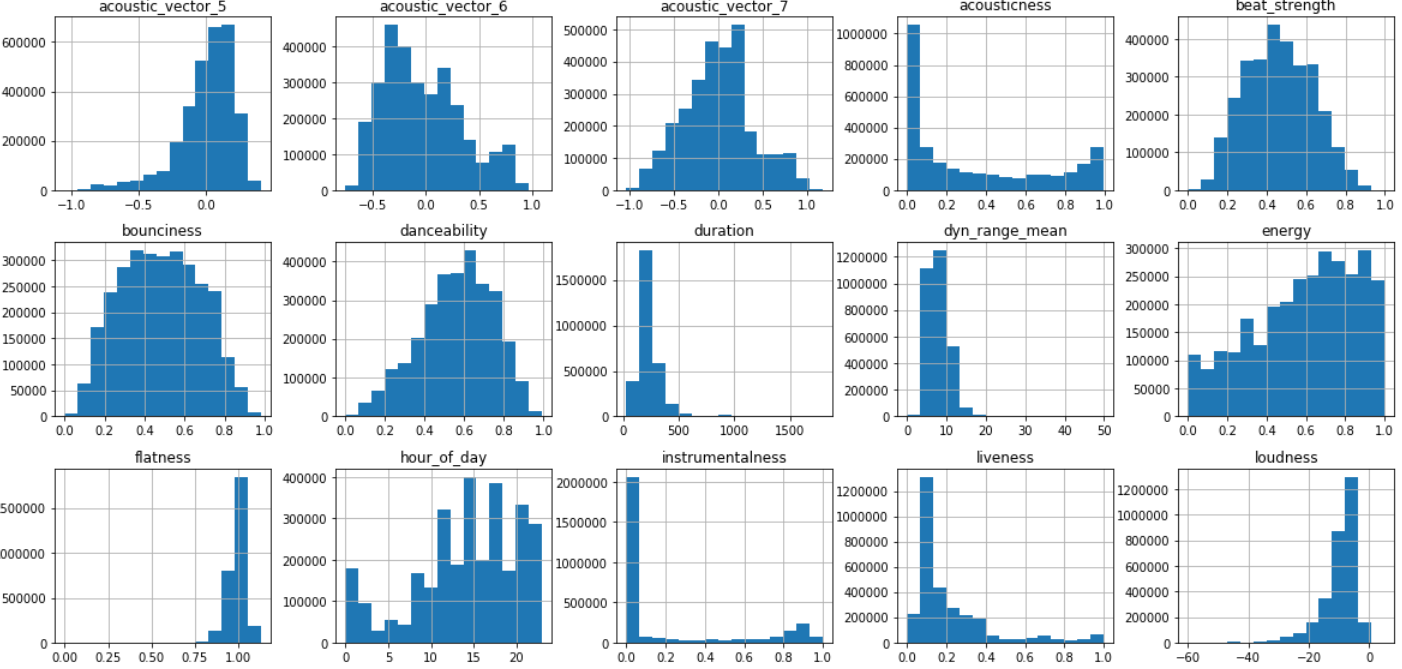 acoustic_vector_5
600000
400000
200000
0
−1.0 −0.5 0.0
acoustic_vector_6
400000
300000
200000
100000
0
−0.5 0.0 0.5 1.0
acoustic_vector_7
500000
400000
300000
200000
100000
0
−1.0 −0.5 0.0 0.5 1.0
acousticness
1000000
800000
600000
400000
200000
0
0.0 0.2 0.4 0.6 0.8 1.0
beat_strength
400000
300000
200000
100000
0
0.0 0.2 0.4 0.6 0.8 1.0
bounciness
300000
250000
200000
150000
100000
50000
0
0.0 0.2 0.4 0.6 0.8 1.0
danceability
400000
300000
200000
100000
0
0.0 0.2 0.4 0.6 0.8 1.0
duration
1500000
1000000
500000
0
0 500 1000 1500
dyn_range_mean
1200000
1000000
800000
600000
400000
200000
0
0 10 20 30 40 50
energy
300000
250000
200000
150000
100000
50000
0
0.0 0.2 0.4 0.6 0.8 1.0
flatness
500000
000000
500000
0
0.00 0.25 0.50 0.75 1.00
hour_of_day
400000
300000
200000
100000
0
0 5 10 15 20
instrumentalness
2000000
1500000
1000000
500000
0
0.0 0.2 0.4 0.6 0.8 1.0
liveness
1200000
1000000
800000
600000
400000
200000
0
0.0 0.2 0.4 0.6 0.8 1.0
loudness
1200000
1000000
800000
600000
400000
200000
0
−60 −40 −20 0